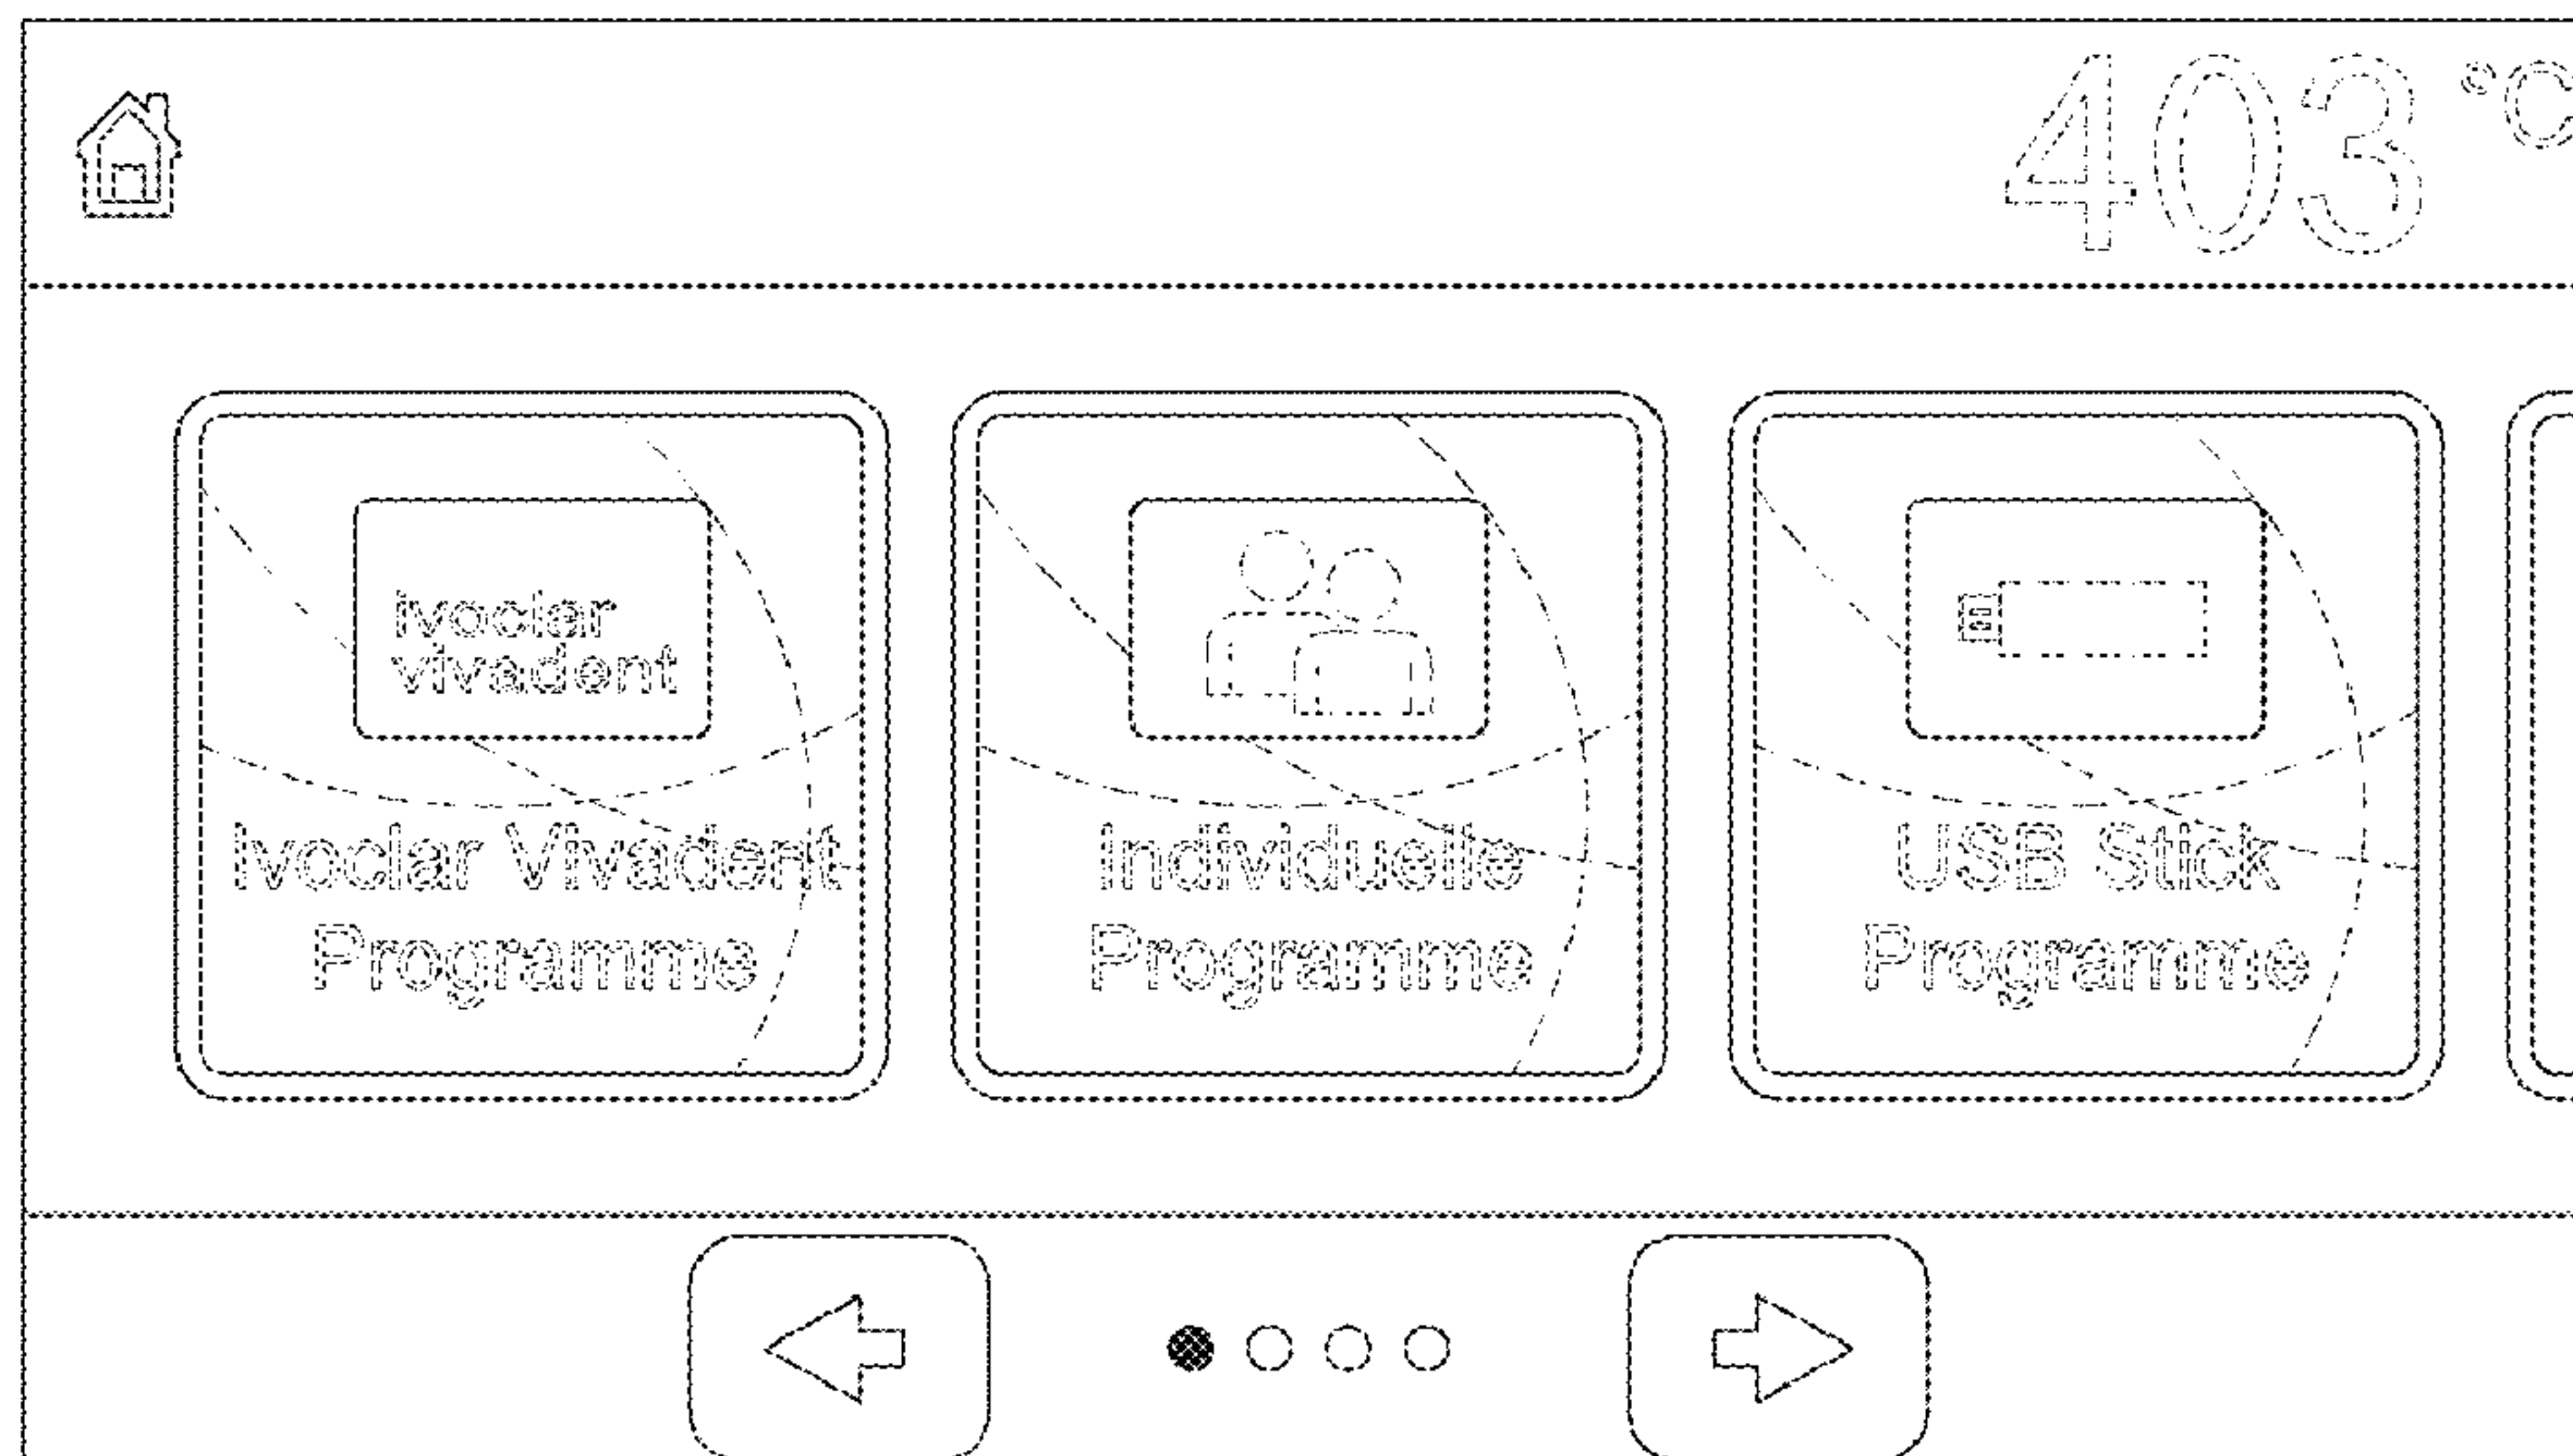 403 °C
ivoclar
vivadent
Ivoclar Vivadent
Programme
Individuelle
Programme
USB Stick
Programme